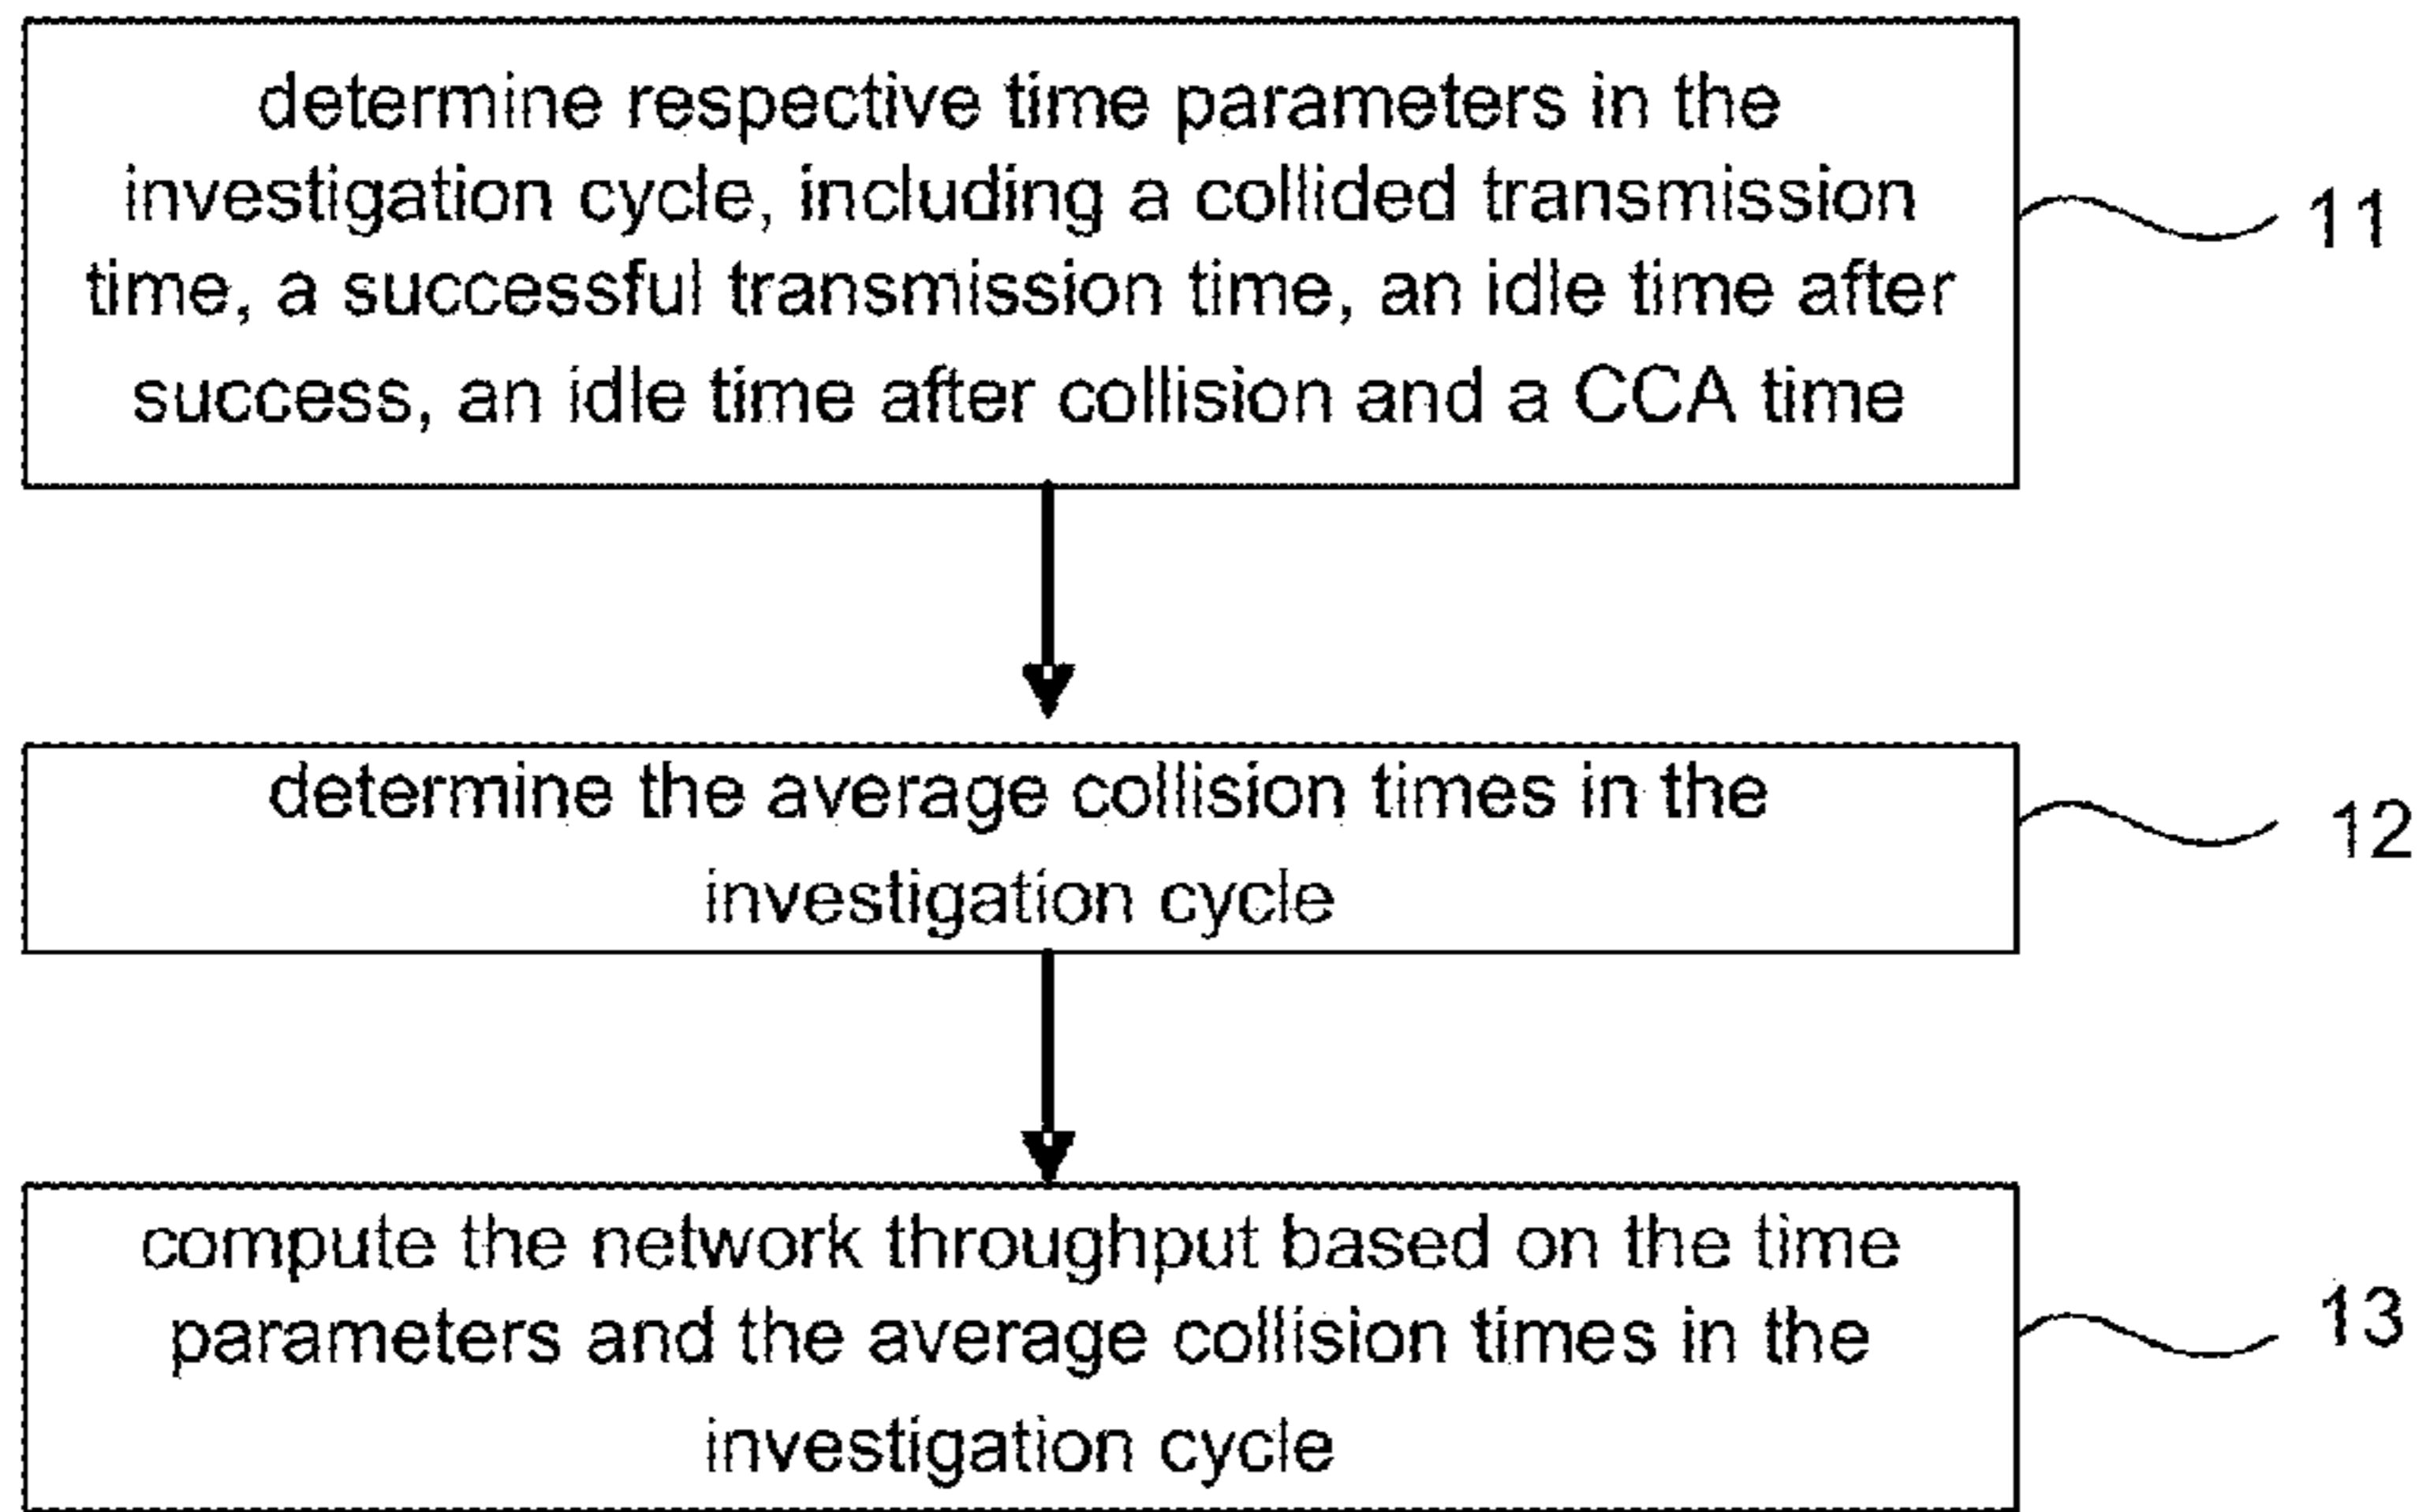 determine respective time parameters in the
investigation cycle, including a collided transmission
time, a successful transmission time, an idle time after
success, an idle time after collision and a CCA time
11
determine the average collision times in the
investigation cycle
12
compute the network throughput based on the time
parameters and the average collision times in the
investigation cycle
13